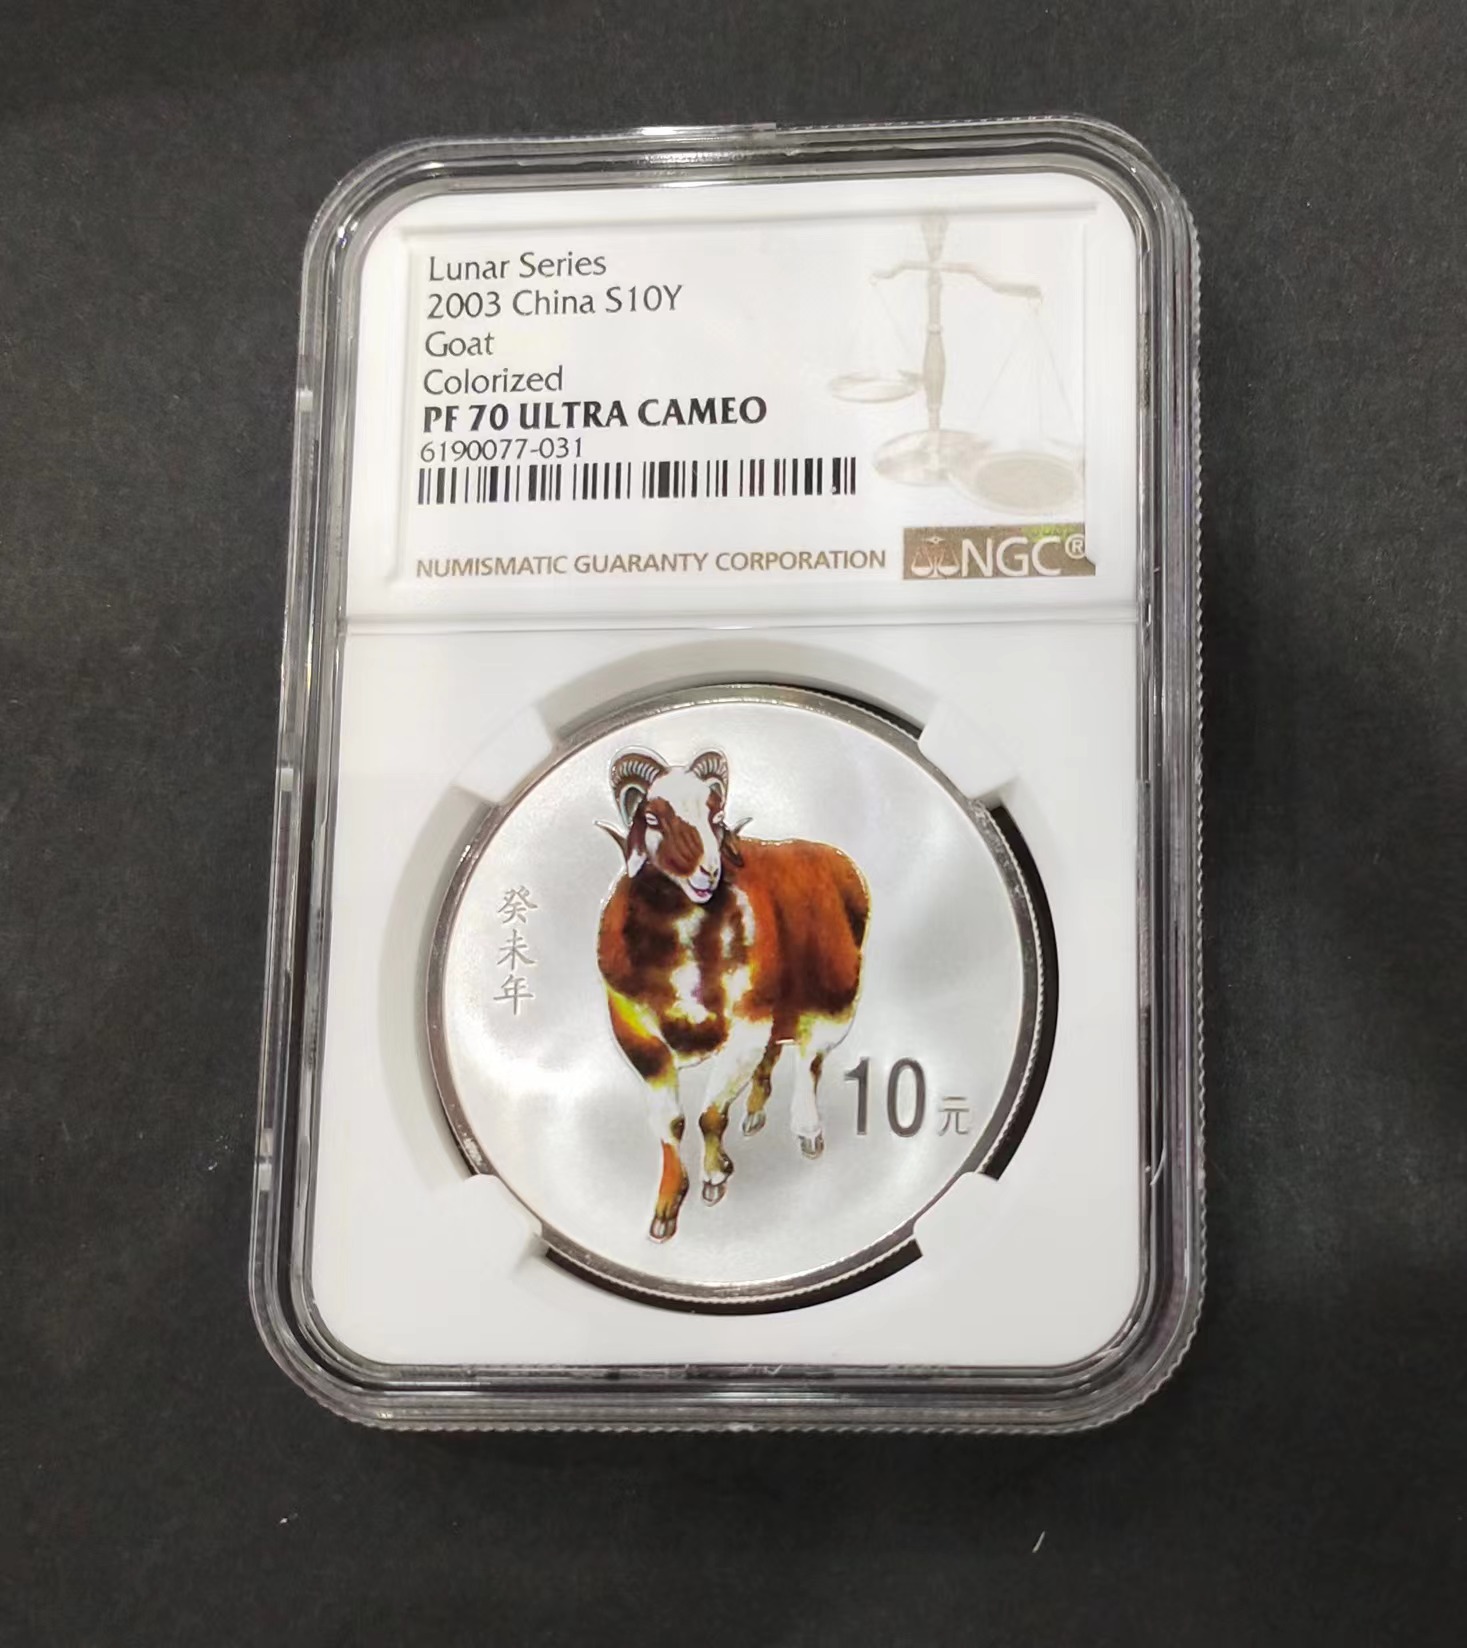 Lunar Series
2003 China S10Y
Goat
Colorized
PF 70 ULTRA CAMEO
6190077-031
NUMISMATIC GUARANTY CORPORATION
NGC®
癸未年
10元